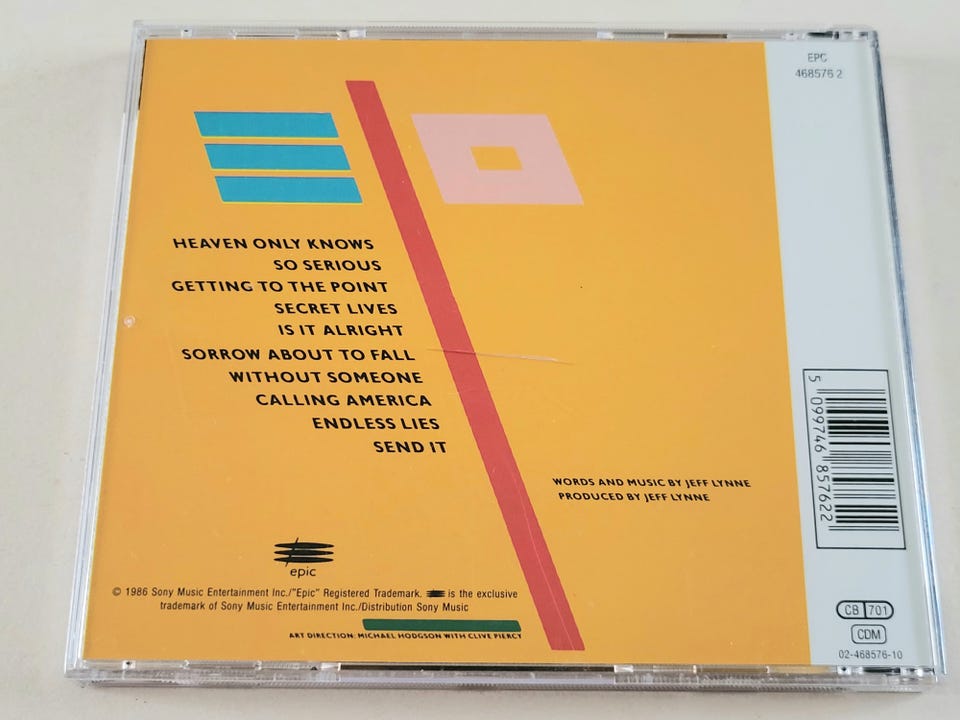 EPC
468576 2
HEAVEN ONLY KNOWS
SO SERIOUS
GETTING TO THE POINT
SECRET LIVES
IS IT ALRIGHT
SORROW ABOUT TO FALL
WITHOUT SOMEONE
CALLING AMERICA
ENDLESS LIES
SEND IT
WORDS AND MUSIC BY JEFF LYNNE
PRODUCED BY JEFF LYNNE
epic
© 1986 Sony Music Entertainment Inc./"Epic" Registered Trademark. is the exclusive
trademark of Sony Music Entertainment Inc./Distribution Sony Music
ART DIRECTION: MICHAEL HODGSON WITH CLIVE PIERCY
5 099746 857622
CB 701
CDM
02-468576-10